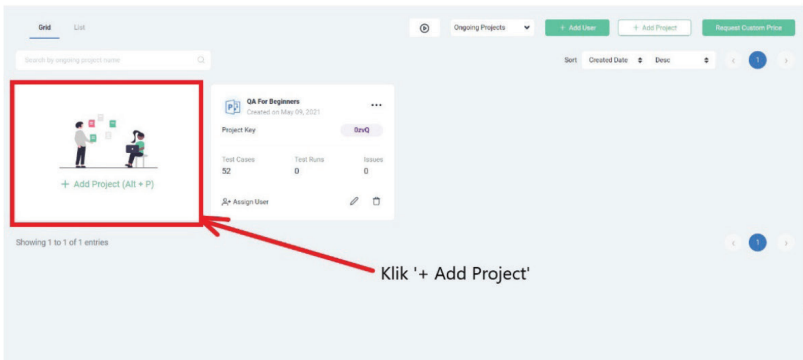 Grid List Ongoing Projects + Add User + Add Project Request Custom Price
Search by ongoing project name Sort Created Date Desc 1
QA For Beginners
Created on May 09, 2021
Project Key 0zvQ
Test Cases Test Runs Issues
52 0 0
+ Add Project (Alt + P)
Assign User
Showing 1 to 1 of 1 entries 1
Klik '+ Add Project'